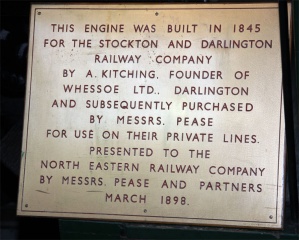 THIS ENGINE WAS BUILT IN 1845
FOR THE STOCKTON AND DARLINGTON
RAILWAY COMPANY
BY A. KITCHING, FOUNDER OF
WHESSOE LTD., DARLINGTON
AND SUBSEQUENTLY PURCHASED
BY MESSRS. PEASE
FOR USE ON THEIR PRIVATE LINES.
PRESENTED TO THE
NORTH EASTERN RAILWAY COMPANY
BY MESSRS. PEASE AND PARTNERS
MARCH 1898.